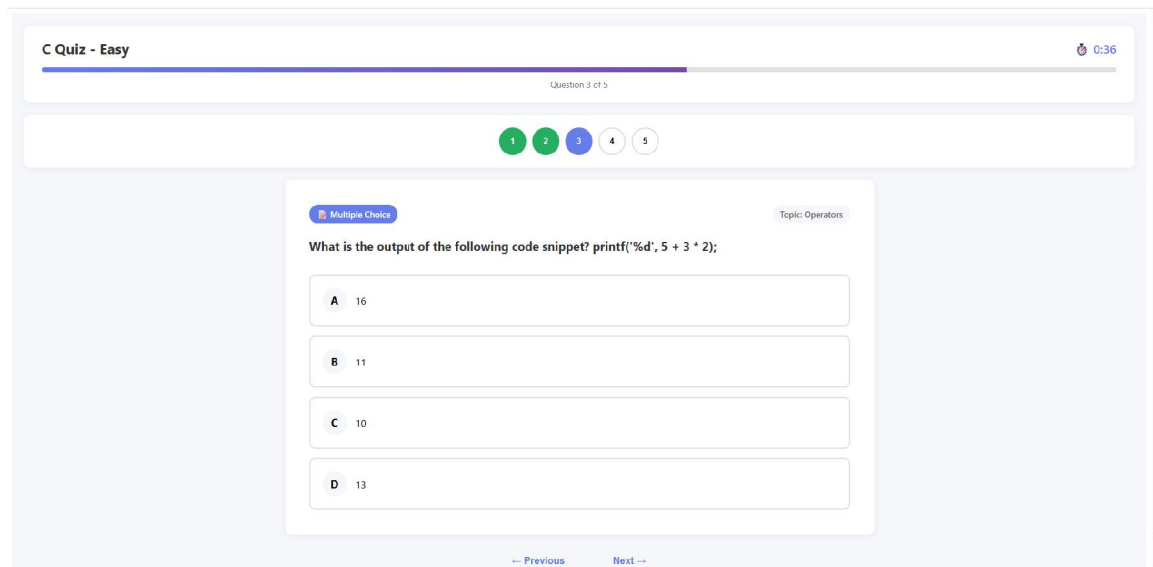 C Quiz - Easy
0:36
Question 3 of 5
1 2 3 4 5
Multiple Choice
Topic: Operators
What is the output of the following code snippet? printf('%d', 5 + 3 * 2);
A 16
B 11
C 10
D 13
← Previous Next →